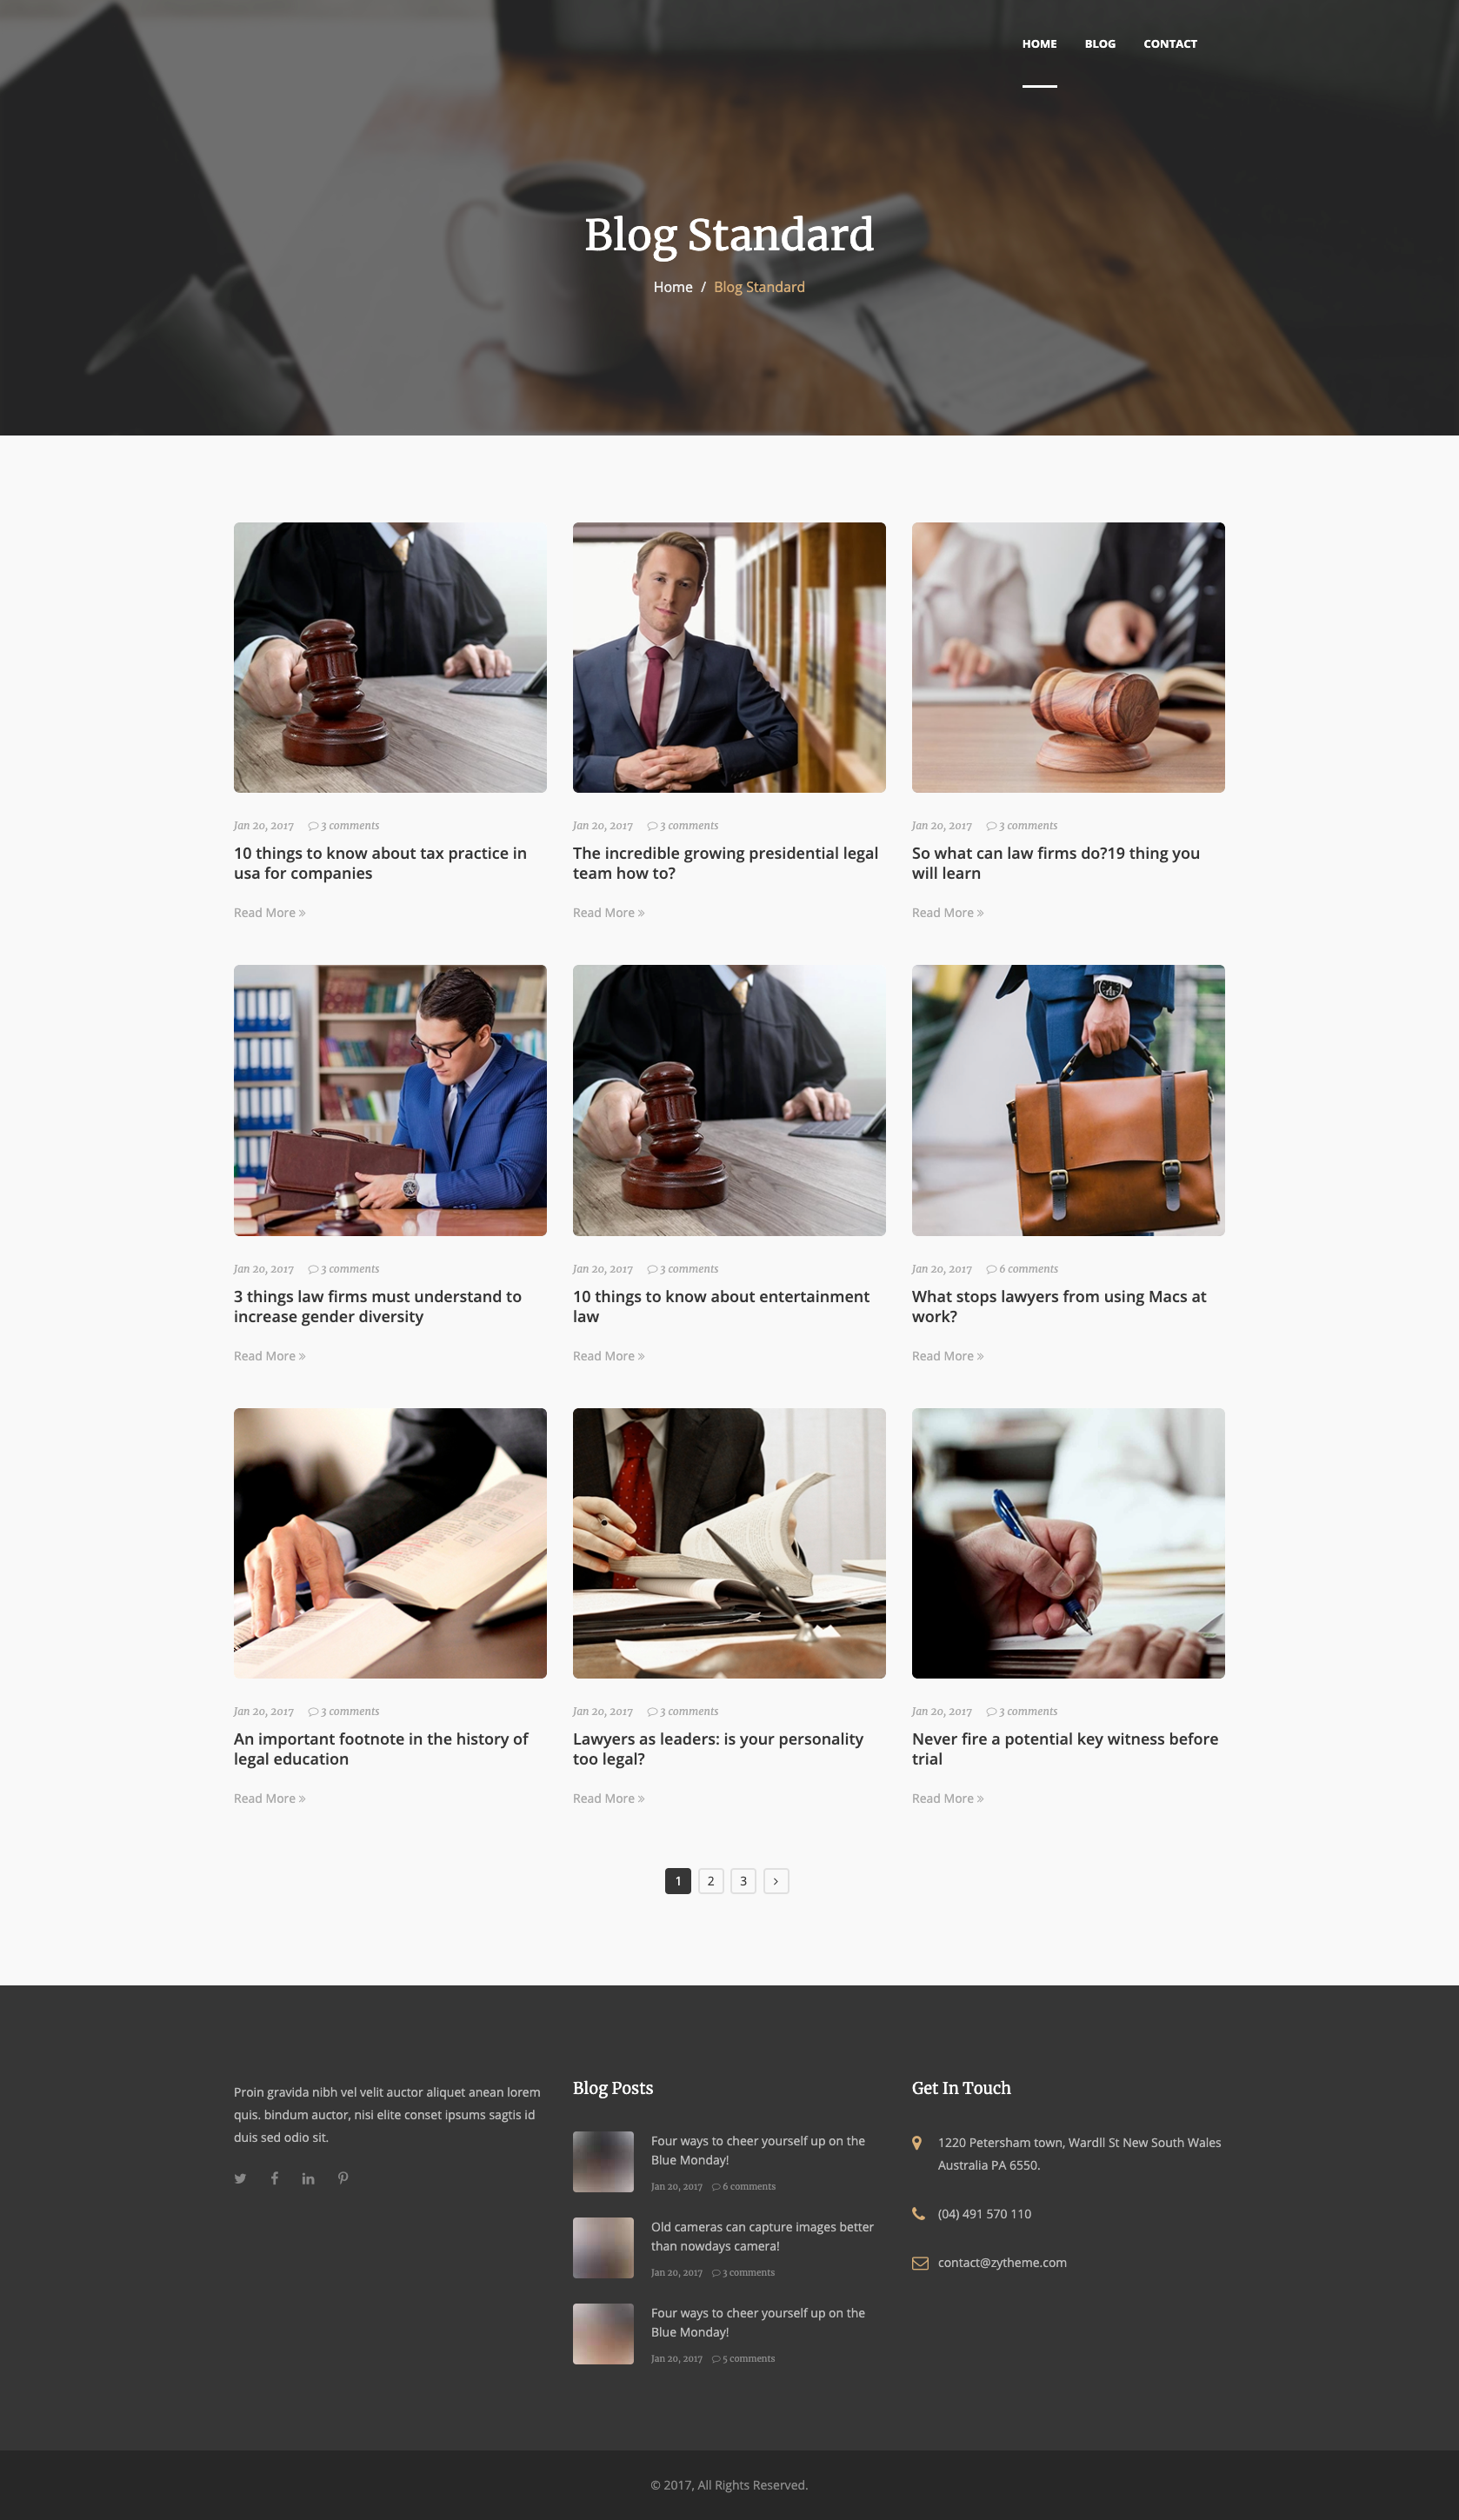 HOME BLOG CONTACT
Blog Standard
Home / Blog Standard
Jan 20, 2017 3 comments
10 things to know about tax practice in
usa for companies
Read More »
Jan 20, 2017 3 comments
The incredible growing presidential legal
team how to?
Read More »
Jan 20, 2017 3 comments
So what can law firms do?19 thing you
will learn
Read More »
Jan 20, 2017 3 comments
3 things law firms must understand to
increase gender diversity
Read More »
Jan 20, 2017 3 comments
10 things to know about entertainment
law
Read More »
Jan 20, 2017 6 comments
What stops lawyers from using Macs at
work?
Read More »
Jan 20, 2017 3 comments
An important footnote in the history of
legal education
Read More »
Jan 20, 2017 3 comments
Lawyers as leaders: is your personality
too legal?
Read More »
Jan 20, 2017 3 comments
Never fire a potential key witness before
trial
Read More »
1 2 3 ›
Proin gravida nibh vel velit auctor aliquet anean lorem
quis. bindum auctor, nisi elite conset ipsums sagtis id
duis sed odio sit.
Blog Posts
Four ways to cheer yourself up on the
Blue Monday!
Jan 20, 2017 6 comments
Old cameras can capture images better
than nowdays camera!
Jan 20, 2017 3 comments
Four ways to cheer yourself up on the
Blue Monday!
Jan 20, 2017 5 comments
Get In Touch
1220 Petersham town, Wardll St New South Wales
Australia PA 6550.
(04) 491 570 110
contact@zytheme.com
© 2017, All Rights Reserved.